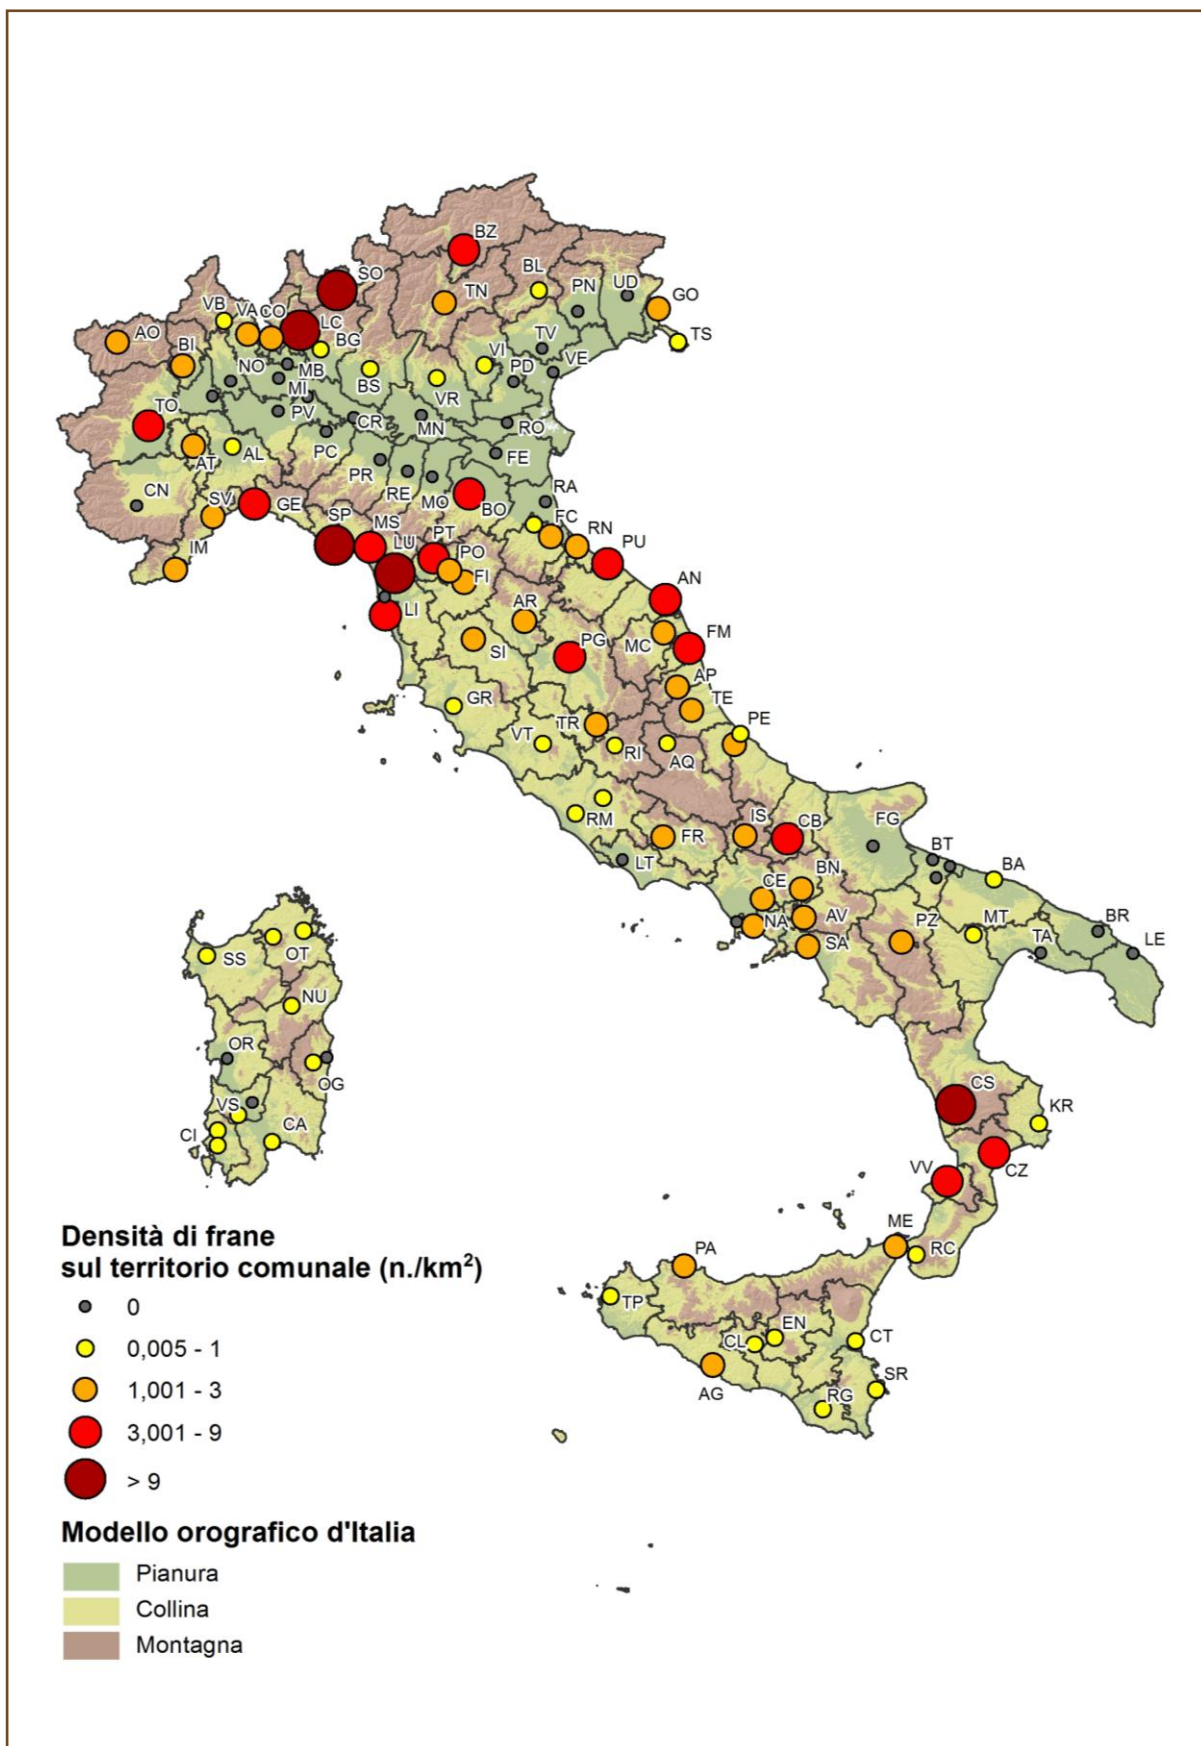 BZ
SO
BL
PN
UD
TN
GO
VB
VA
CO
LC
BG
TS
AO
BI
TV
VI
VE
NO
MB
MI
BS
VR
PD
TO
PV
CR
MN
RO
AT
AL
PC
FE
PR
CN
RE
MO
BO
RA
SV
GE
SP
MS
LU
PT
PO
FC
RN
PU
IM
FI
AN
LI
AR
MC
FM
SI
PG
AP
GR
TE
TR
PE
VT
RI
AQ
RM
IS
CB
FG
FR
BT
LT
BA
CE
BN
NA
AV
PZ
MT
BR
SA
TA
LE
SS
OT
NU
OR
OG
VS
CS
CI
CA
KR
VV
CZ
ME
PA
RC
TP
EN
CL
CT
AG
SR
RG
Densità di frane
sul territorio comunale (n./km²)
0
0,005 - 1
1,001 - 3
3,001 - 9
> 9
Modello orografico d'Italia
Pianura
Collina
Montagna